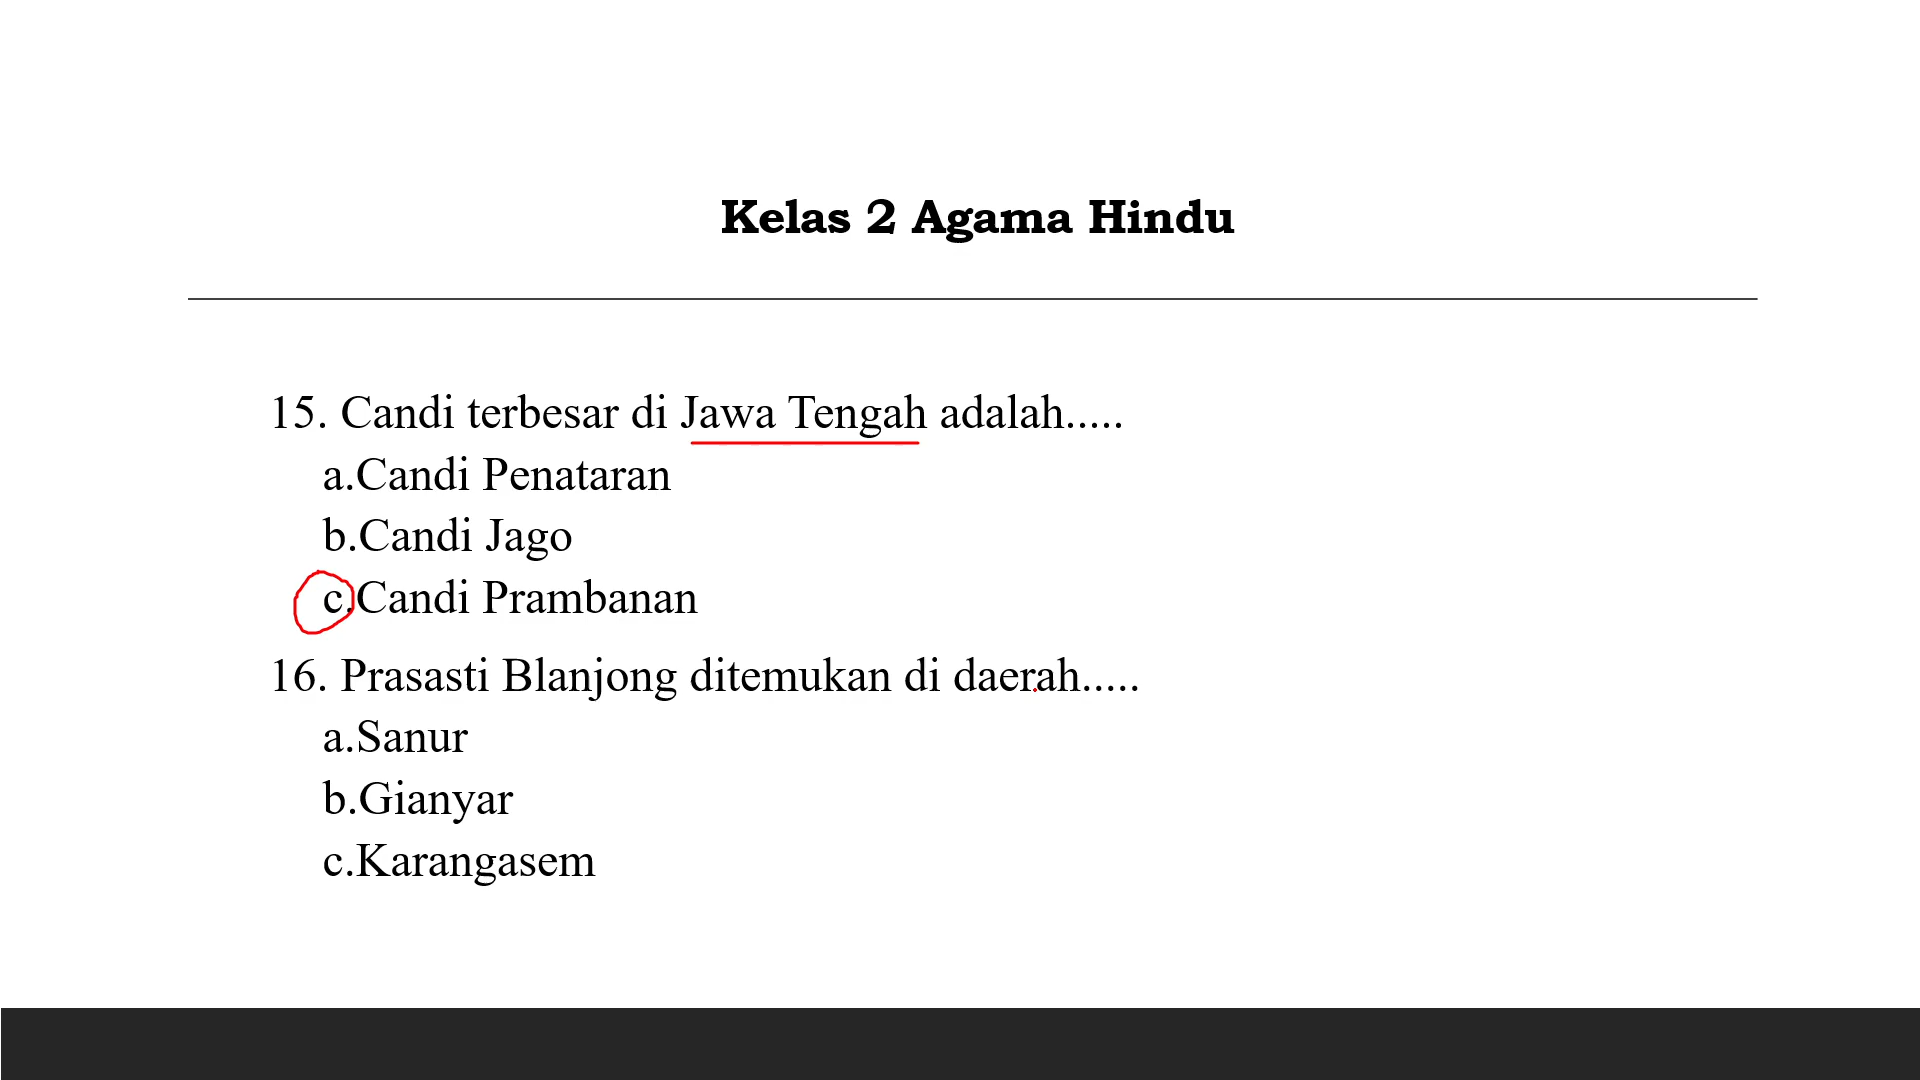 Kelas 2 Agama Hindu
15. Candi terbesar di Jawa Tengah adalah.....
a.Candi Penataran
b.Candi Jago
c.Candi Prambanan
16. Prasasti Blanjong ditemukan di daerah.....
a.Sanur
b.Gianyar
c.Karangasem